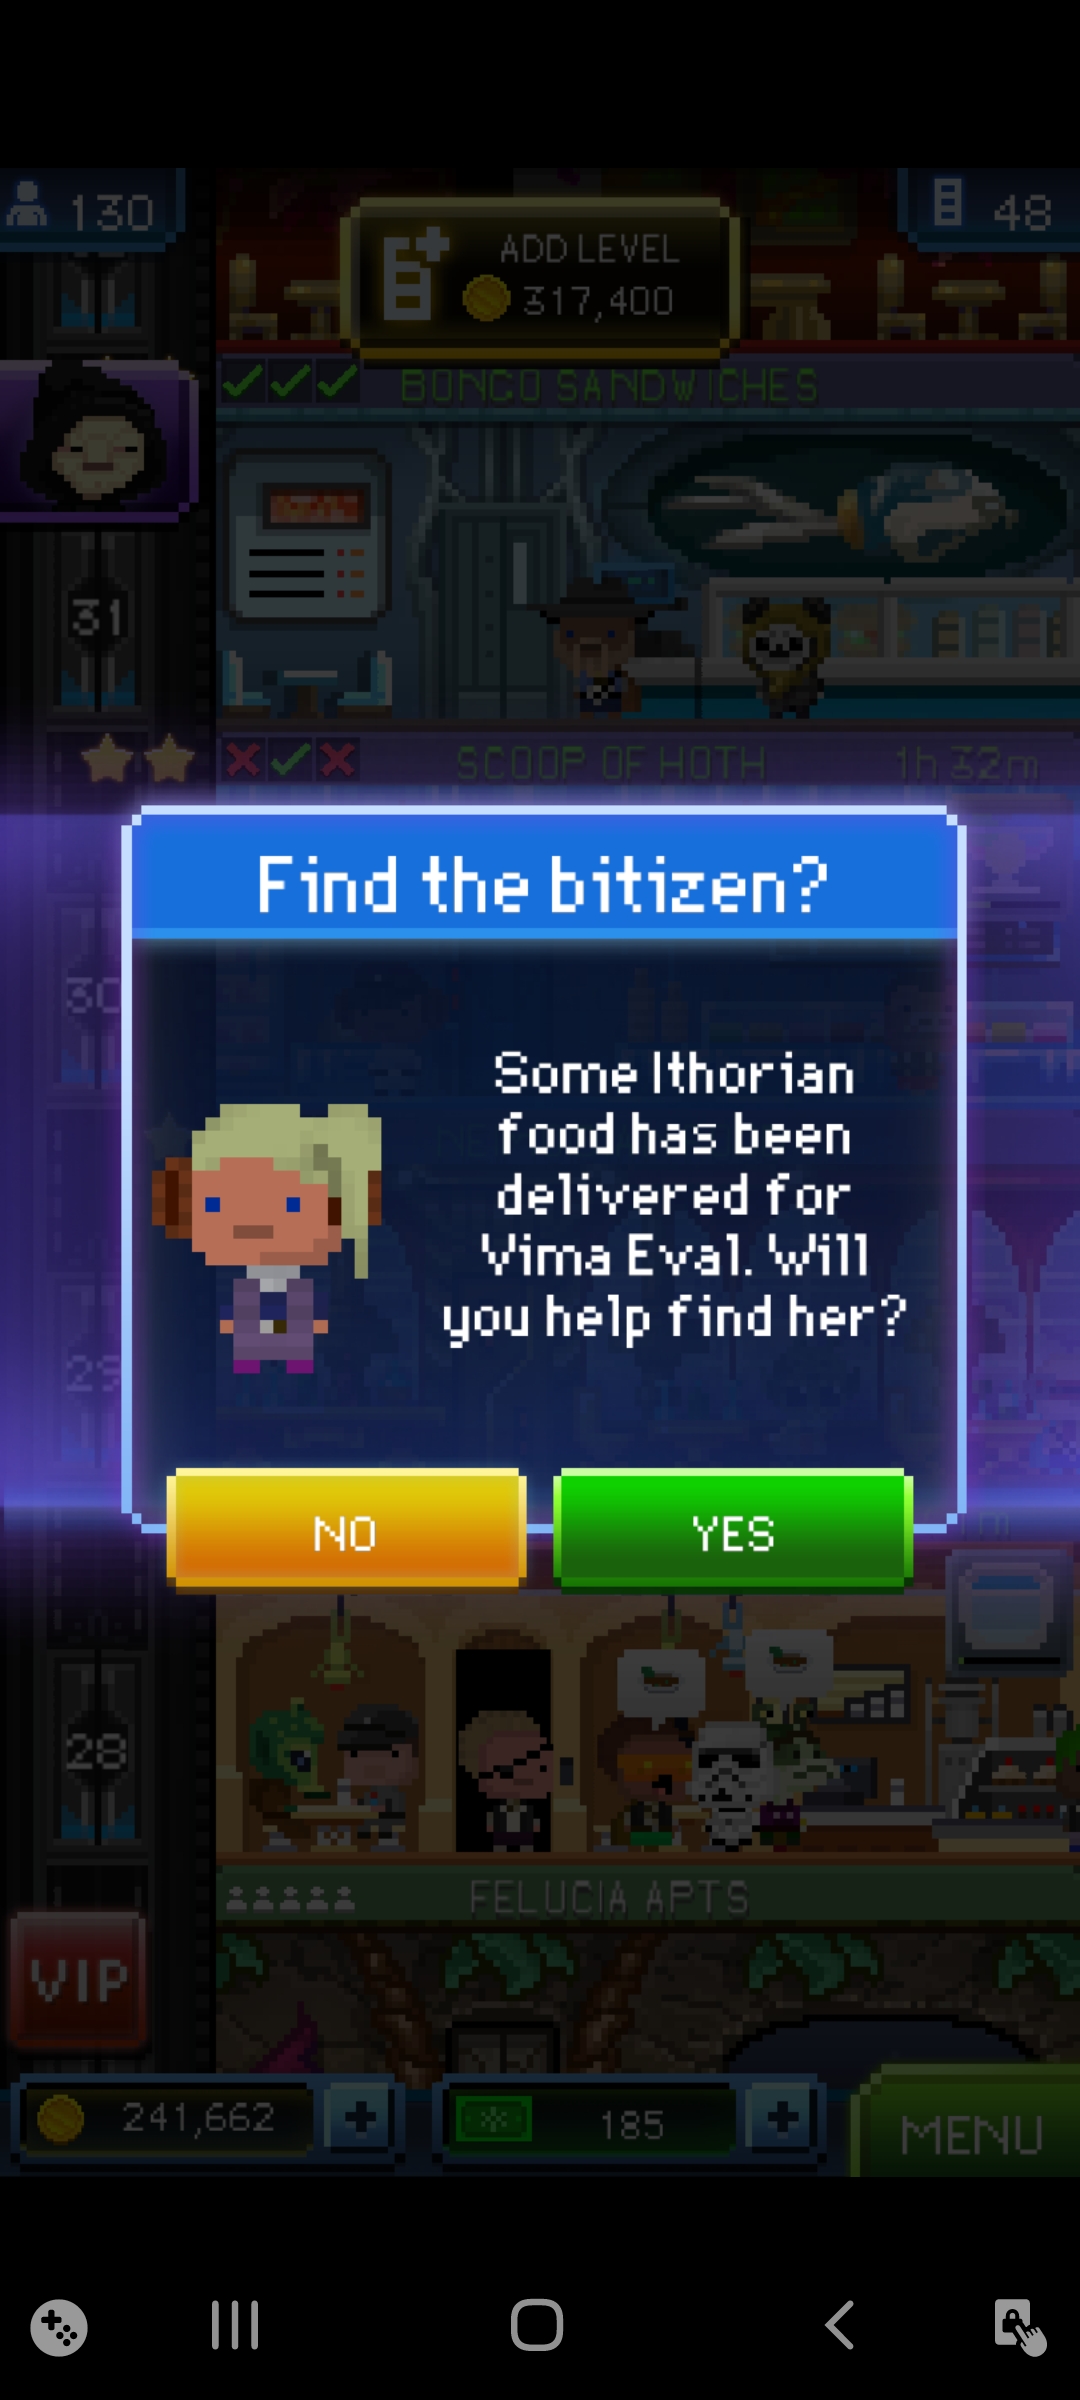 130
48
ADD LEVEL
317,400
BONGO SANDWICHES
31
SCOOP OF HOTH 1h 32m
Find the bitizen?
30
Some Ithorian
food has been
delivered for
Vima Eval. Will
you help find her?
29
NO
YES
28
FELUCIA APTS
VIP
241,662
185
MENU